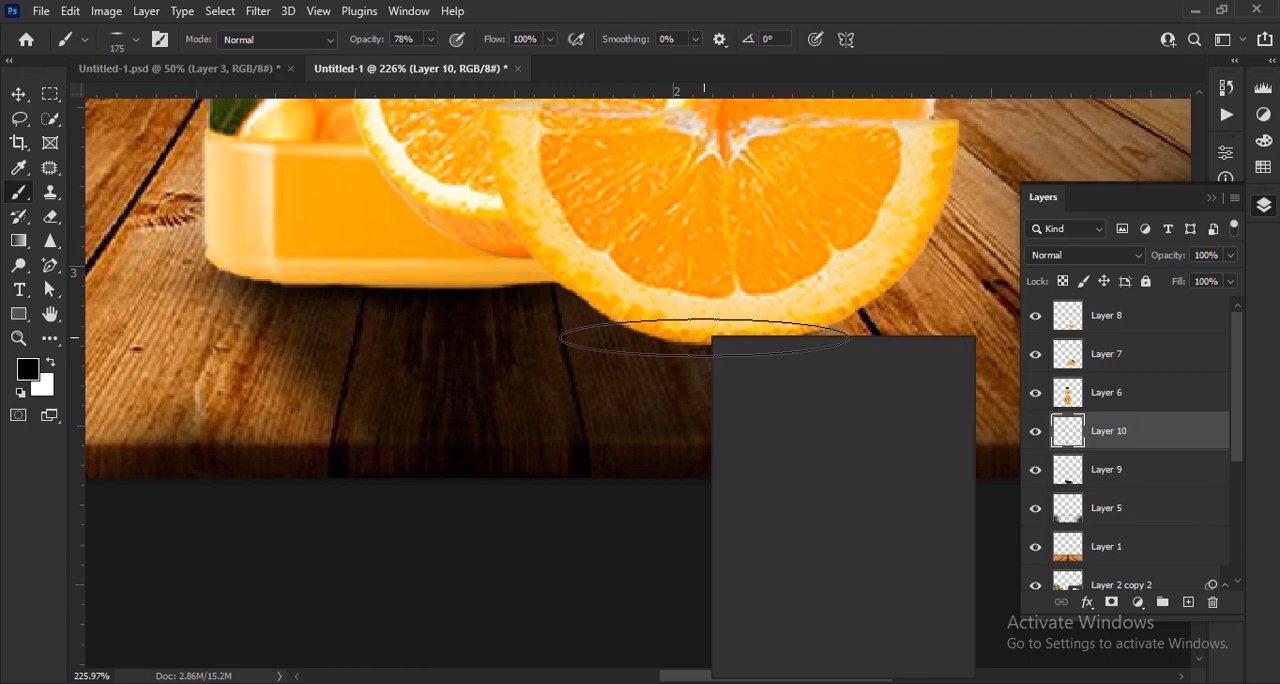 Ps File Edit Image Layer Type Select Filter 3D View Plugins Window Help
175 Mode: Normal Opacity: 78% Flow: 100% Smoothing: 0% 0°
Untitled-1.psd @ 50% (Layer 3, RGB/8#) * × Untitled-1 @ 226% (Layer 10, RGB/8#) * ×
2
3
Layers
Kind
Normal Opacity: 100%
Lock: Fill: 100%
Layer 8
Layer 7
Layer 6
Layer 10
Layer 9
Layer 5
Layer 1
Layer 2 copy 2
fx
Activate Windows
Go to Settings to activate Windows.
225.97% Doc: 2.86M/15.2M